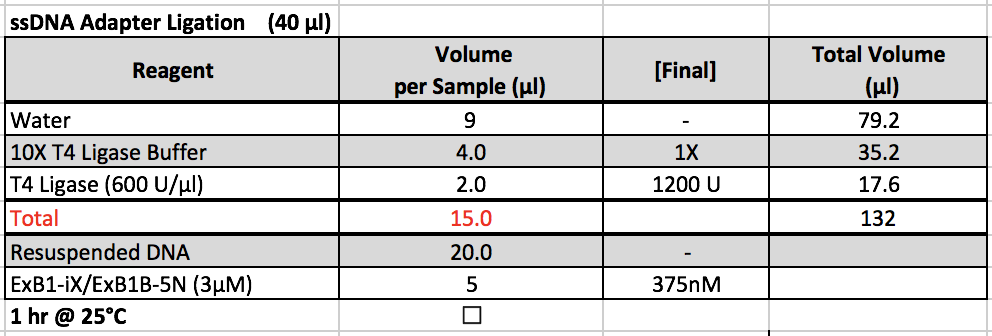 ssDNA Adapter Ligation (40 µl)
Reagent Volume per Sample (µl) [Final] Total Volume (µl)
Water 9 - 79.2
10X T4 Ligase Buffer 4.0 1X 35.2
T4 Ligase (600 U/µl) 2.0 1200 U 17.6
Total 15.0 132
Resuspended DNA 20.0 -
ExB1-iX/ExB1B-5N (3µM) 5 375nM
1 hr @ 25°C ☐